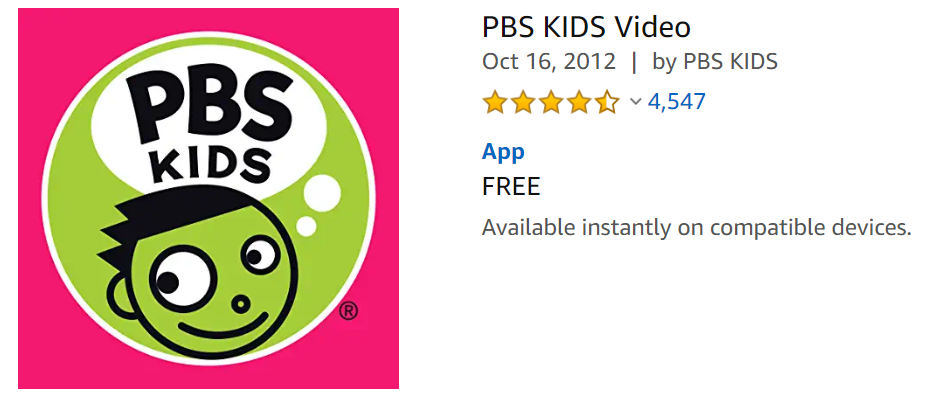 PBS
KIDS
®
PBS KIDS Video
Oct 16, 2012 | by PBS KIDS
4,547
App
FREE
Available instantly on compatible devices.